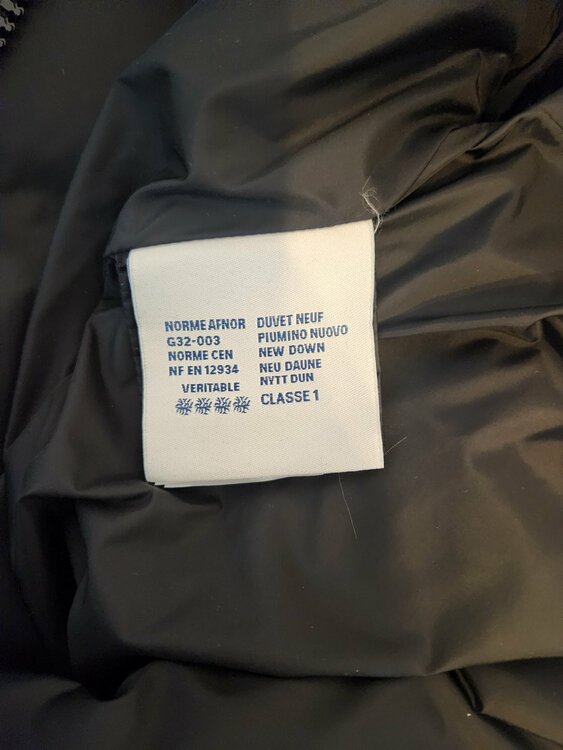 NORME AFNOR
G32-003
NORME CEN
NF EN 12934
VERITABLE
DUVET NEUF
PIUMINO NUOVO
NEW DOWN
NEU DAUNE
NYTT DUN
CLASSE 1